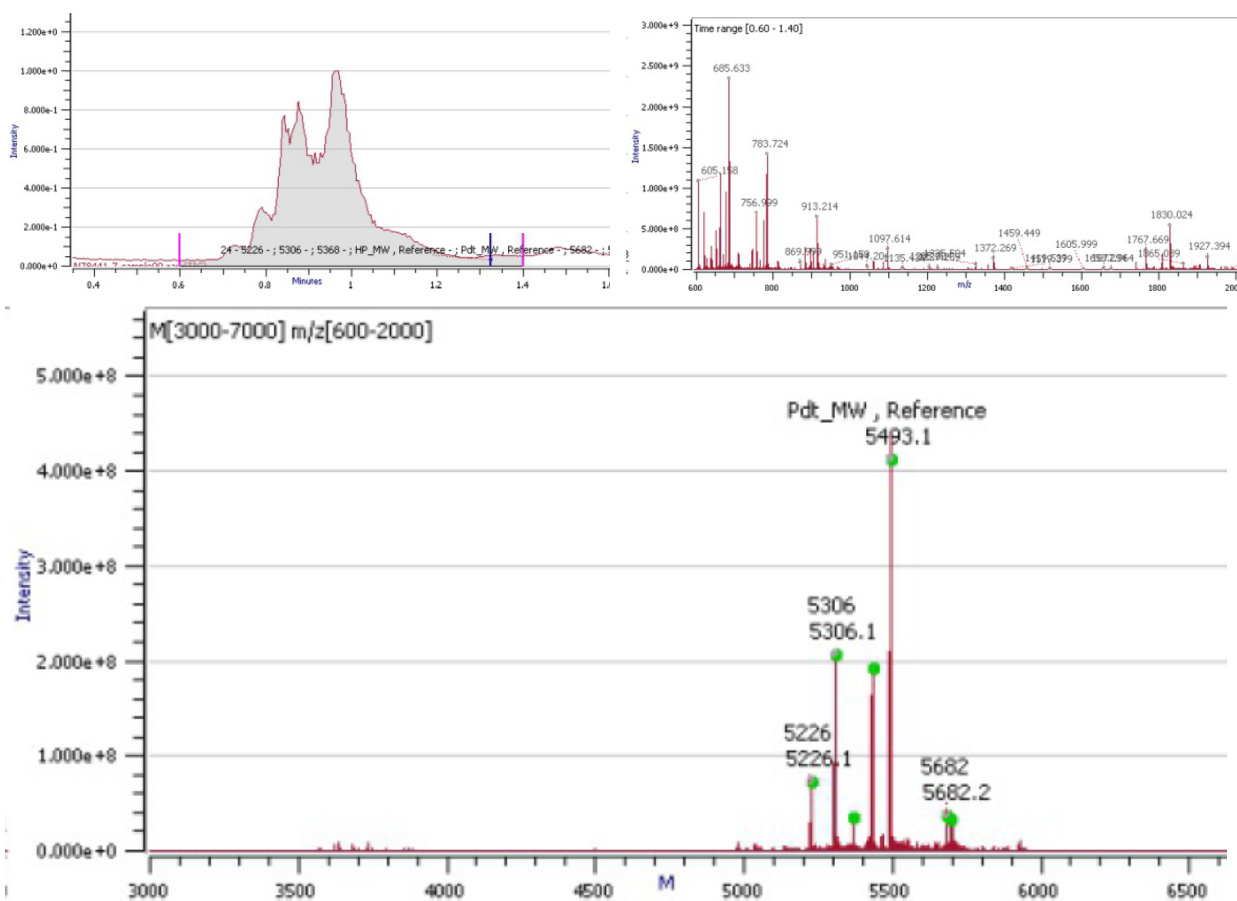 1.200e+0
1.000e+0
8.000e-1
6.000e-1
4.000e-1
2.000e-1
0.000e+0
Intensity
24 - 5226 - ; 5306 - ; 5368 - ; HP_MW , Reference - ; Pdt_MW , Reference - ; 5682 - ; 5
0.4 0.6 0.8 1 1.2 1.4 1.6
Minutes
3.000e+9
2.500e+9
2.000e+9
1.500e+9
1.000e+9
5.000e+8
0.000e+0
Intensity
Time range [0.60 - 1.40]
685.633
783.724
605.158
756.999
913.214
1830.024
1097.614
1459.449
1372.269
1605.999
1767.669
1927.394
600 800 1000 1200 1400 1600 1800
m/z
M[3000-7000] m/z[600-2000]
5.000e+8
4.000e+8
3.000e+8
2.000e+8
1.000e+8
0.000e+0
Intensity
Pdt_MW , Reference
5493.1
5306
5306.1
5226
5226.1
5682
5682.2
3000 3500 4000 4500 5000 5500 6000 6500
M